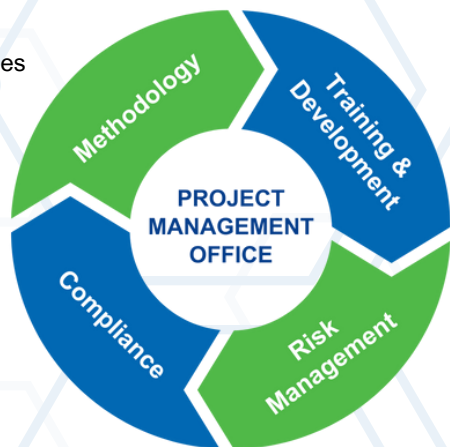 es
Methodology
Training &
Development
PROJECT
MANAGEMENT
OFFICE
Compliance
Risk
Management